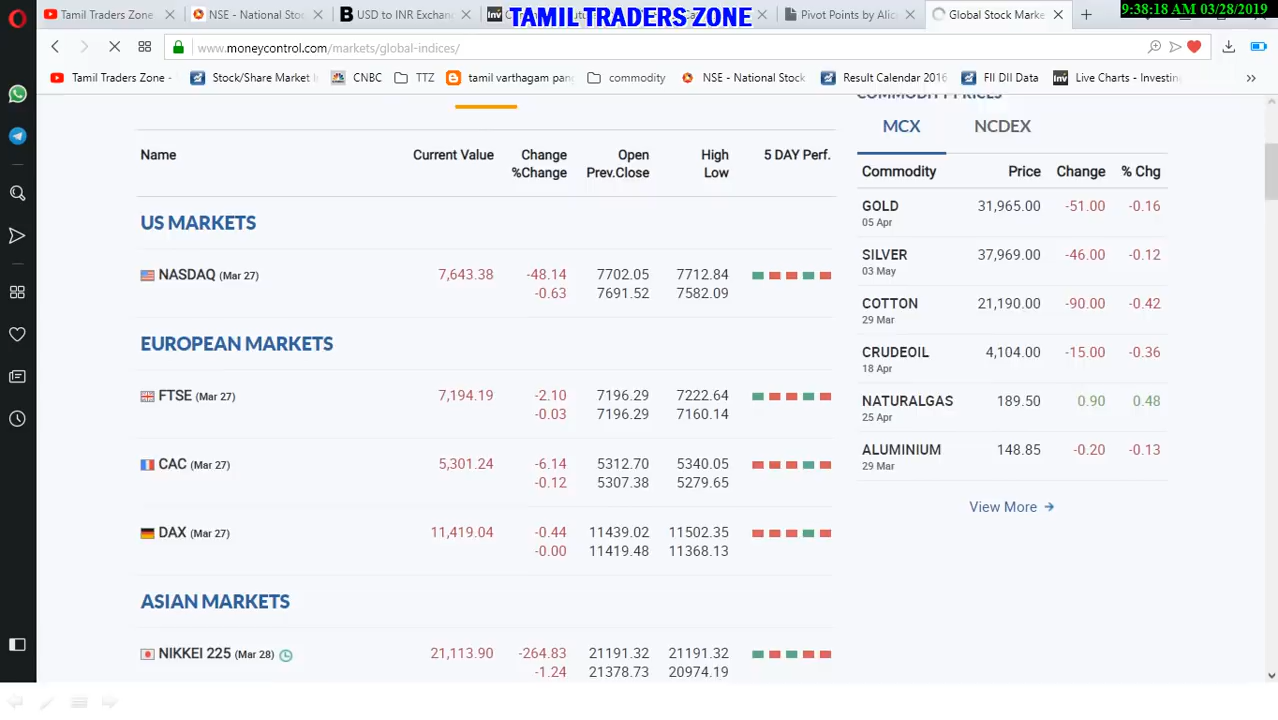 Tamil Traders Zone
NSE - National Sto
USD to INR Exchan
TAMIL TRADERS ZONE
Pivot Points by Alic
Global Stock Marke
9:38:18 AM 03/28/2019
www.moneycontrol.com/markets/global-indices/
Tamil Traders Zone - Stock/Share Market I CNBC TTZ tamil varthagam pan commodity NSE - National Stock Result Calendar 2016 FII DII Data Live Charts - Investin
COMMODITY PRICES
MCX NCDEX
Name Current Value Change Open High 5 DAY Perf.
%Change Prev.Close Low
Commodity Price Change % Chg
US MARKETS
NASDAQ (Mar 27) 7,643.38 -48.14 7702.05 7712.84
-0.63 7691.52 7582.09
EUROPEAN MARKETS
FTSE (Mar 27) 7,194.19 -2.10 7196.29 7222.64
-0.03 7196.29 7160.14
CAC (Mar 27) 5,301.24 -6.14 5312.70 5340.05
-0.12 5307.38 5279.65
DAX (Mar 27) 11,419.04 -0.44 11439.02 11502.35
-0.00 11419.48 11368.13
ASIAN MARKETS
NIKKEI 225 (Mar 28) 21,113.90 -264.83 21191.32 21191.32
-1.24 21378.73 20974.19
GOLD 31,965.00 -51.00 -0.16
05 Apr
SILVER 37,969.00 -46.00 -0.12
03 May
COTTON 21,190.00 -90.00 -0.42
29 Mar
CRUDEOIL 4,104.00 -15.00 -0.36
18 Apr
NATURALGAS 189.50 0.90 0.48
25 Apr
ALUMINIUM 148.85 -0.20 -0.13
29 Mar
View More